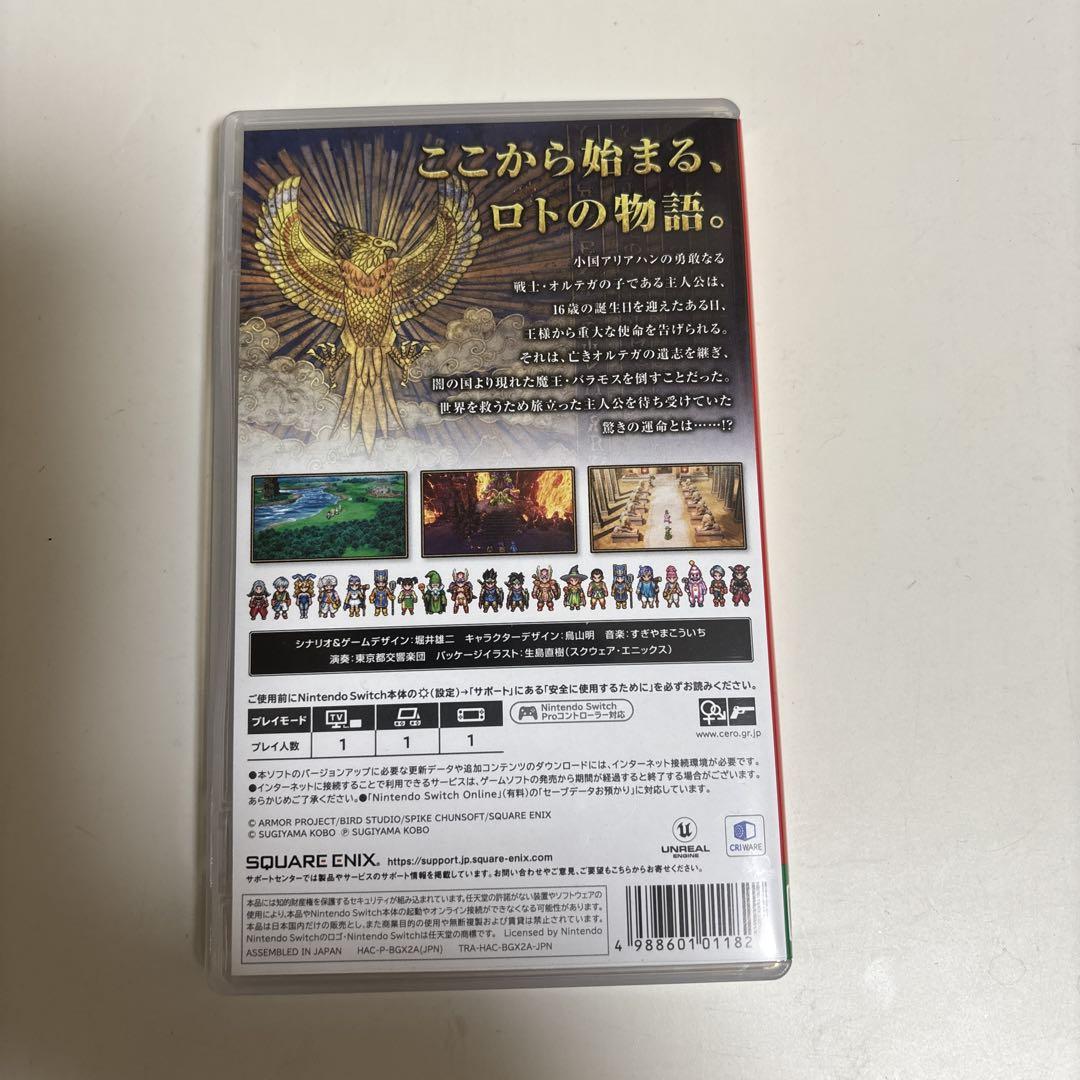 ここから始まる、
ロトの物語。
小国アリアハンの勇敢なる
戦士・オルテガの子である主人公は、
16歳の誕生日を迎えたある日、
王様から重大な使命を告げられる。
それは、亡きオルテガの遺志を継ぎ、
闇の国より現れた魔王・バラモスを倒すことだった。
世界を救うため旅立った主人公を待ち受けていた
驚きの運命とは……!?
シナリオ&ゲームデザイン:堀井雄二 キャラクターデザイン:鳥山明 音楽:すぎやまこういち
演奏:東京都交響楽団 パッケージイラスト:生島直樹(スクウェア・エニックス)
ご使用前にNintendo Switch本体の(設定)→「サポート」にある「安全に使用するために」を必ずお読みください。
プレイモード TV
Nintendo Switch
Proコントローラー対応
プレイ人数 1 1 1
www.cero.gr.jp
●本ソフトのバージョンアップに必要な更新データや追加コンテンツのダウンロードには、インターネット接続環境が必要です。
●インターネットに接続することで利用できるサービスは、ゲームソフトの発売から期間が経過すると終了する場合がございます。
あらかじめご了承ください。●「Nintendo Switch Online」(有料)の「セーブデータお預かり」に対応しています。
© ARMOR PROJECT/BIRD STUDIO/SPIKE CHUNSOFT/SQUARE ENIX
© SUGIYAMA KOBO ℗ SUGIYAMA KOBO
UNREAL
ENGINE
CRIWARE
SQUARE ENIX. https://support.jp.square-enix.com
サポートセンターでは製品やサービスのサポート情報を掲載しています。お問い合わせやご意見、ご要望もこちらからお寄せください。
本品には知的財産権を保護するセキュリティが組み込まれています。任天堂の許諾がない装置やソフトウェアの
使用により、本品やNintendo Switch本体の起動やオンライン接続ができなくなる可能性があります。
本品は日本国内だけの販売とし、また商業目的の使用や無断複製および賃貸は禁止されています。
Nintendo Switchのロゴ・Nintendo Switchは任天堂の商標です。 Licensed by Nintendo
ASSEMBLED IN JAPAN HAC-P-BGX2A(JPN) TRA-HAC-BGX2A-JPN
4 988601 01182